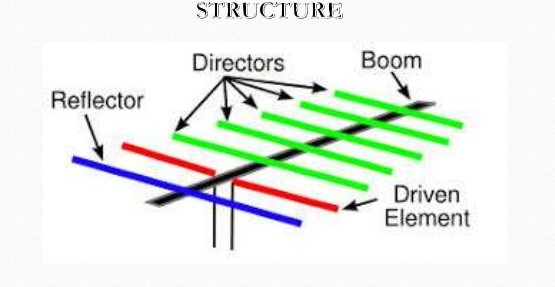 STRUCTURE
Directors
Boom
Reflector
Driven
Element